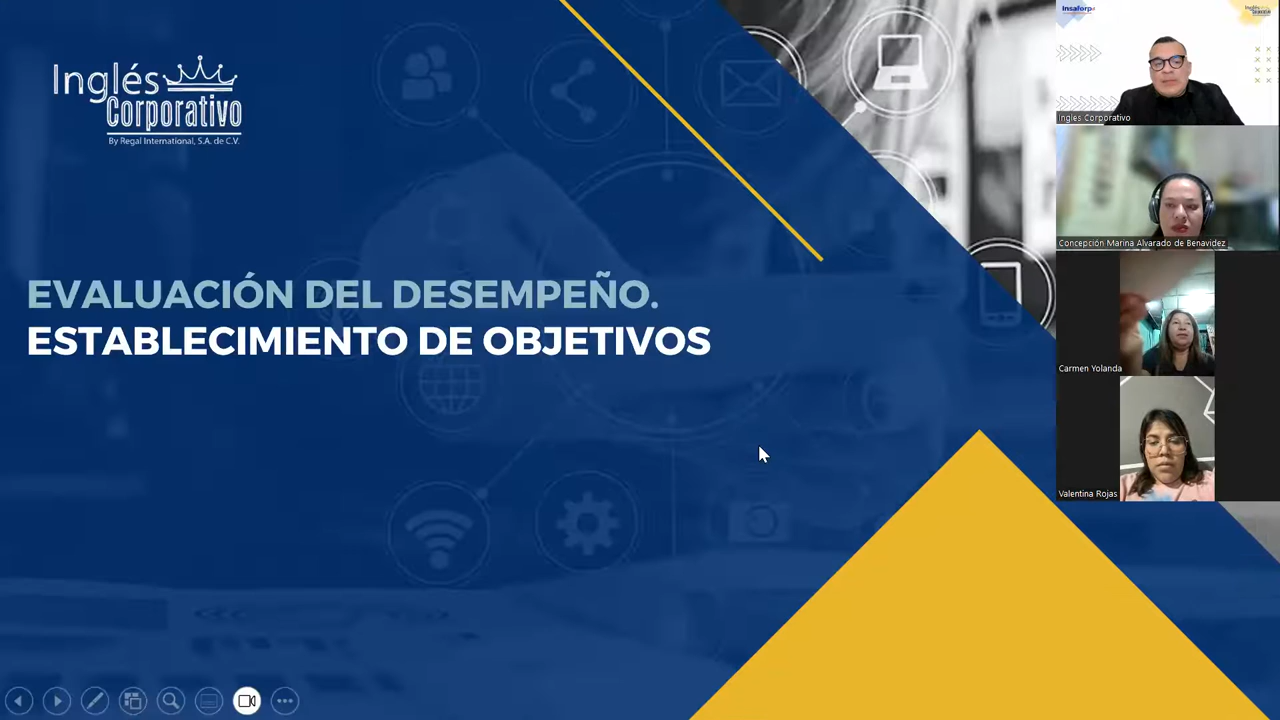 Inglés
Corporativo
By Regal International, S.A. de C.V.
EVALUACIÓN DEL DESEMPEÑO.
ESTABLECIMIENTO DE OBJETIVOS
Insaforp
Ingles Corporativo
Concepción Marina Alvarado de Benavidez
Carmen Yolanda
Valentina Rojas